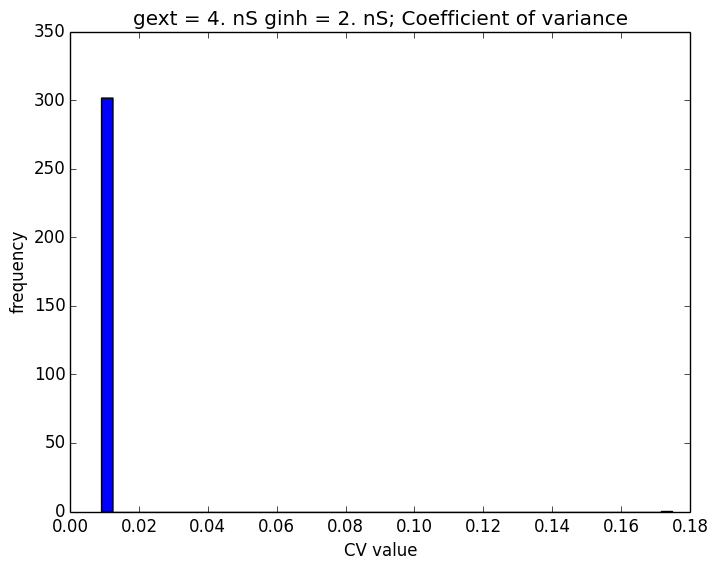 gext = 4. nS ginh = 2. nS; Coefficient of variance
350
300
250
200
150
100
50
0
frequency
0.00 0.02 0.04 0.06 0.08 0.10 0.12 0.14 0.16 0.18
CV value